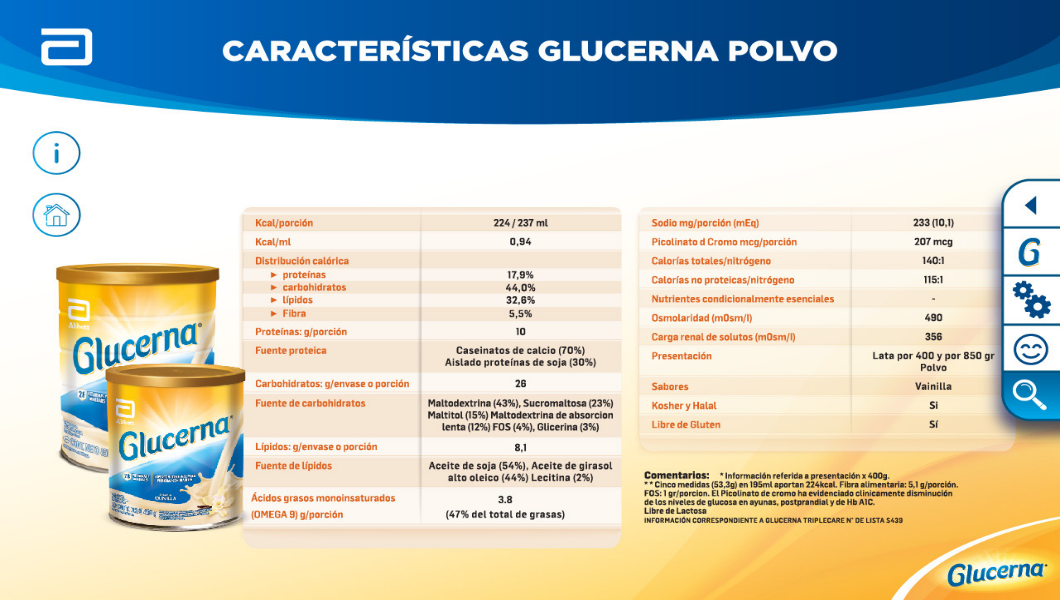 CARACTERÍSTICAS GLUCERNA POLVO
i
Kcal/porción 224 / 237 ml
Kcal/ml 0,94
Distribución calórica
► proteínas 17,9%
► carbohidratos 44,0%
► lípidos 32,6%
► Fibra 5,5%
Proteínas: g/porción 10
Fuente proteica Caseinatos de calcio (70%)
Aislado proteínas de soja (30%)
Carbohidratos: g/envase o porción 26
Fuente de carbohidratos Maltodextrina (43%), Sucromaltosa (23%)
Maltitol (15%) Maltodextrina de absorcion
lenta (12%) FOS (4%), Glicerina (3%)
Lípidos: g/envase o porción 8,1
Fuente de lípidos Aceite de soja (54%), Aceite de girasol
alto oleico (44%) Lecitina (2%)
Ácidos grasos monoinsaturados 3.8
(OMEGA 9) g/porción (47% del total de grasas)
Sodio mg/porción (mEq) 233 (10,1)
Picolinato d Cromo mcg/porción 207 mcg
Calorías totales/nitrógeno 140:1
Calorías no proteicas/nitrógeno 115:1
Nutrientes condicionalmente esenciales -
Osmolaridad (mOsm/l) 490
Carga renal de solutos (mOsm/l) 356
Presentación Lata por 400 y por 850 gr
Polvo
Sabores Vainilla
Kosher y Halal Si
Libre de Gluten Sí
Comentarios: * Información referida a presentación x 400g.
** Cinco medidas (53,3g) en 195ml aportan 224kcal. Fibra alimentaria: 5,1 g/porción.
FOS: 1 gr/porcion. El Picolinato de cromo ha evidenciado clínicamente disminución
de los niveles de glucosa en ayunas, postprandial y de Hb A1C.
Libre de Lactosa
INFORMACIÓN CORRESPONDIENTE A GLUCERNA TRIPLECARE N° DE LISTA S439
Abbott
Glucerna
Abbott
Glucerna
VAINILLA
G
Glucerna